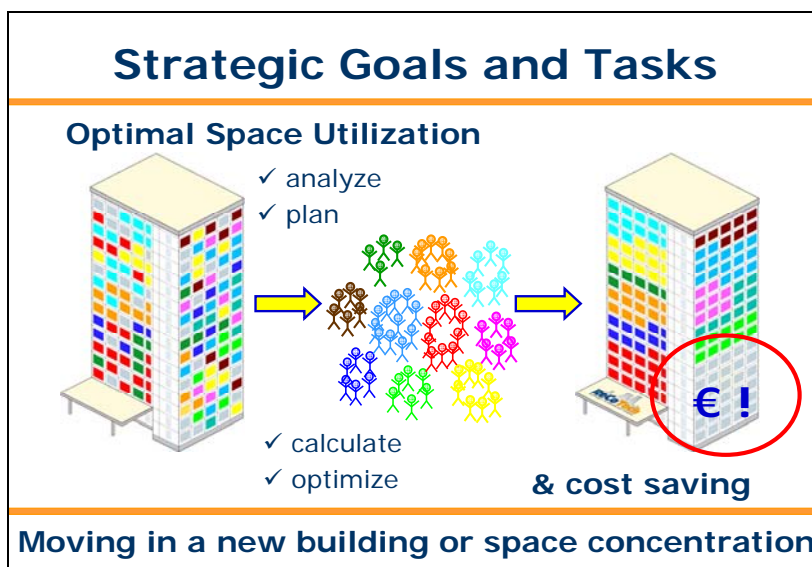 Strategic Goals and Tasks
Optimal Space Utilization
✓ analyze
✓ plan
€ !
✓ calculate
✓ optimize
& cost saving
Moving in a new building or space concentration